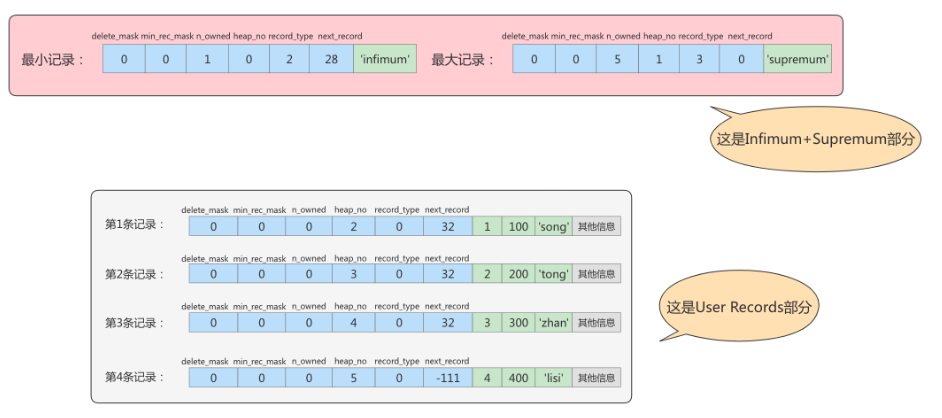 delete_mask min_rec_mask n_owned heap_no record_type next_record
最小记录： 0 0 1 0 2 28 'infimum'
delete_mask min_rec_mask n_owned heap_no record_type next_record
最大记录： 0 0 5 1 3 0 'supremum'
这是Infimum+Supremum部分
delete_mask min_rec_mask n_owned heap_no record_type next_record
第1条记录： 0 0 0 2 0 32 1 100 'song' 其他信息
delete_mask min_rec_mask n_owned heap_no record_type next_record
第2条记录： 0 0 0 3 0 32 2 200 'tong' 其他信息
delete_mask min_rec_mask n_owned heap_no record_type next_record
第3条记录： 0 0 0 4 0 32 3 300 'zhan' 其他信息
delete_mask min_rec_mask n_owned heap_no record_type next_record
第4条记录： 0 0 0 5 0 -111 4 400 'lisi' 其他信息
这是User Records部分